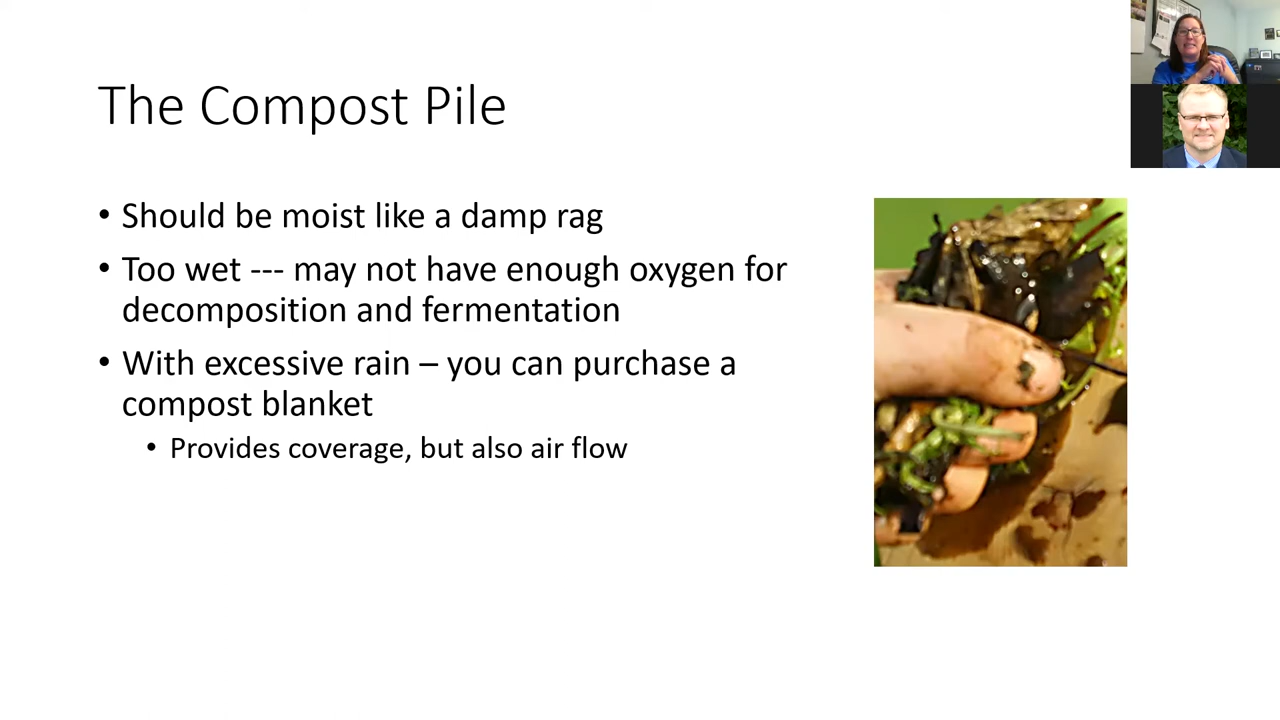 The Compost Pile
• Should be moist like a damp rag
• Too wet --- may not have enough oxygen for
decomposition and fermentation
• With excessive rain – you can purchase a
compost blanket
• Provides coverage, but also air flow